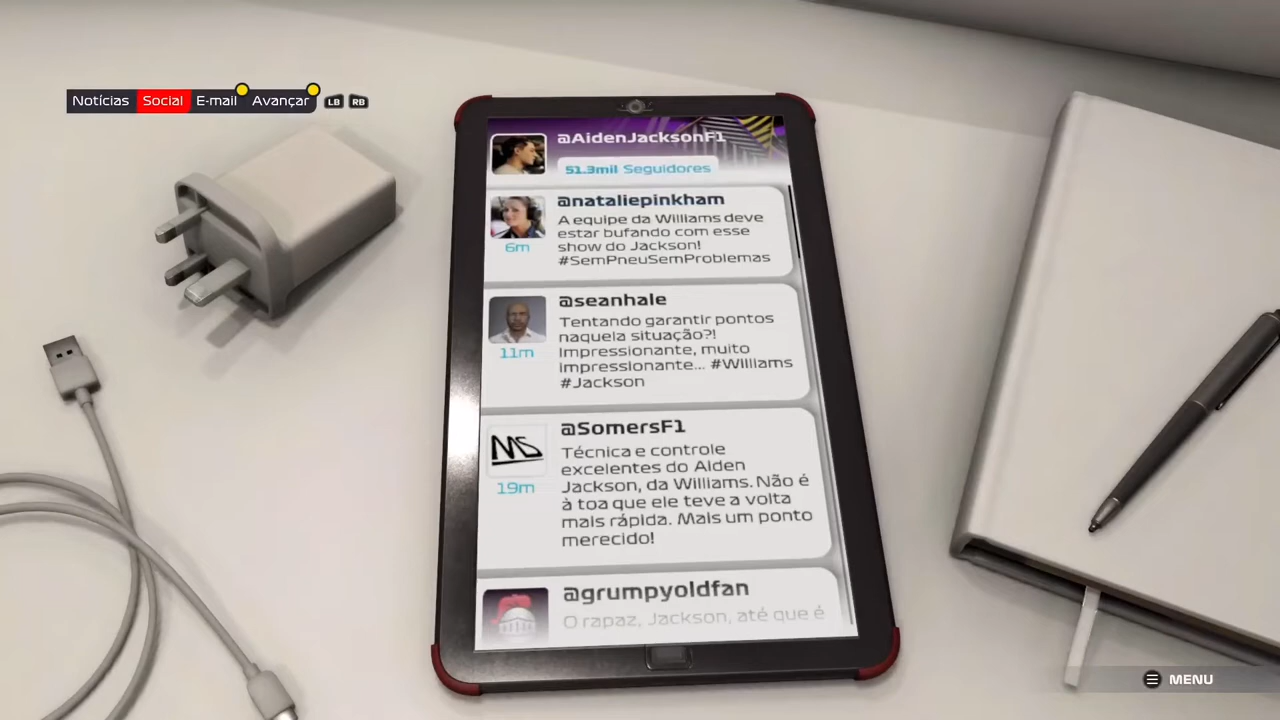 Notícias Social E-mail Avançar LB RB
@AidenJacksonF1
51.3mil Seguidores
@nataliepinkham
A equipe da Williams deve
estar bufando com esse
show do Jackson!
#SemPneuSemProblemas
6m
@seanhale
Tentando garantir pontos
naquela situação?!
Impressionante, muito
impressionante... #Williams
#Jackson
11m
@SomersF1
MS
Técnica e controle
excelentes do Aiden
Jackson, da Williams. Não é
à toa que ele teve a volta
mais rápida. Mais um ponto
merecido!
19m
@grumpyoldfan
O rapaz, Jackson, até que é
MENU